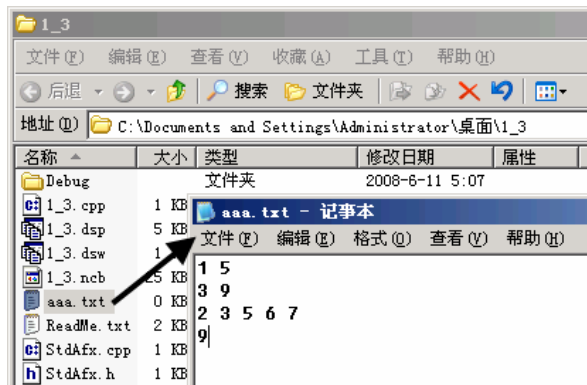 1_3
文件(F) 编辑(E) 查看(V) 收藏(A) 工具(T) 帮助(H)
后退 搜索 文件夹
地址(D) C:\Documents and Settings\Administrator\桌面\1_3
名称 大小 类型 修改日期 属性
Debug 文件夹 2008-6-11 5:07
1_3.cpp 1 KB
1_3.dsp 5 KB
1_3.dsw 1
1_3.ncb 25 KB
aaa.txt 0 KB
ReadMe.txt 2 KB
StdAfx.cpp 1 KB
StdAfx.h 1 KB
aaa.txt - 记事本
文件(F) 编辑(E) 格式(O) 查看(V) 帮助(H)
1 5
3 9
2 3 5 6 7
9